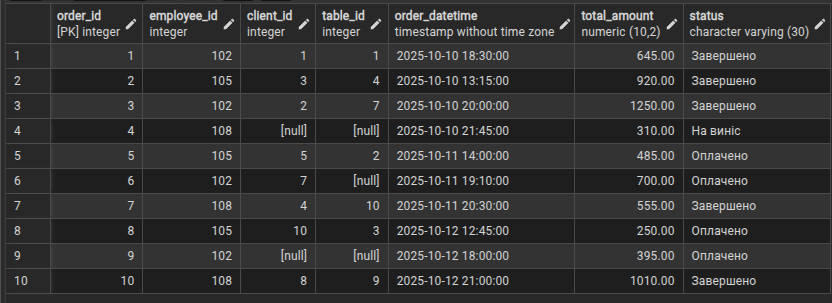 order_id employee_id client_id table_id order_datetime total_amount status
[PK] integer integer integer integer timestamp without time zone numeric (10,2) character varying (30)
1 1 102 1 1 2025-10-10 18:30:00 645.00 Завершено
2 2 105 3 4 2025-10-10 13:15:00 920.00 Завершено
3 3 102 2 7 2025-10-10 20:00:00 1250.00 Завершено
4 4 108 [null] [null] 2025-10-10 21:45:00 310.00 На виніс
5 5 105 5 2 2025-10-11 14:00:00 485.00 Оплачено
6 6 102 7 [null] 2025-10-11 19:10:00 700.00 Оплачено
7 7 108 4 10 2025-10-11 20:30:00 555.00 Завершено
8 8 105 10 3 2025-10-12 12:45:00 250.00 Оплачено
9 9 102 [null] [null] 2025-10-12 18:00:00 395.00 Оплачено
10 10 108 8 9 2025-10-12 21:00:00 1010.00 Завершено